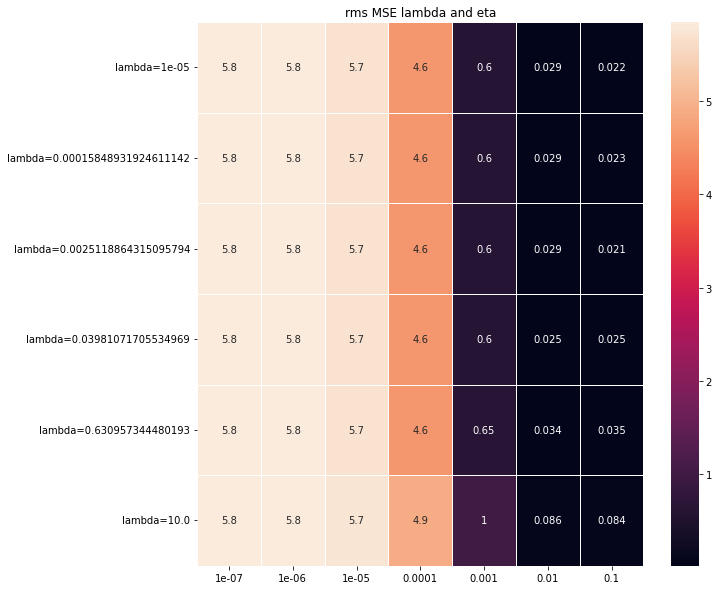 rms MSE lambda and eta
lambda=1e-05 5.8 5.8 5.7 4.6 0.6 0.029 0.022
lambda=0.00015848931924611142 5.8 5.8 5.7 4.6 0.6 0.029 0.023
lambda=0.0025118864315095794 5.8 5.8 5.7 4.6 0.6 0.029 0.021
lambda=0.03981071705534969 5.8 5.8 5.7 4.6 0.6 0.025 0.025
lambda=0.630957344480193 5.8 5.8 5.7 4.6 0.65 0.034 0.035
lambda=10.0 5.8 5.8 5.7 4.9 1 0.086 0.084
1e-07 1e-06 1e-05 0.0001 0.001 0.01 0.1
5
4
3
2
1